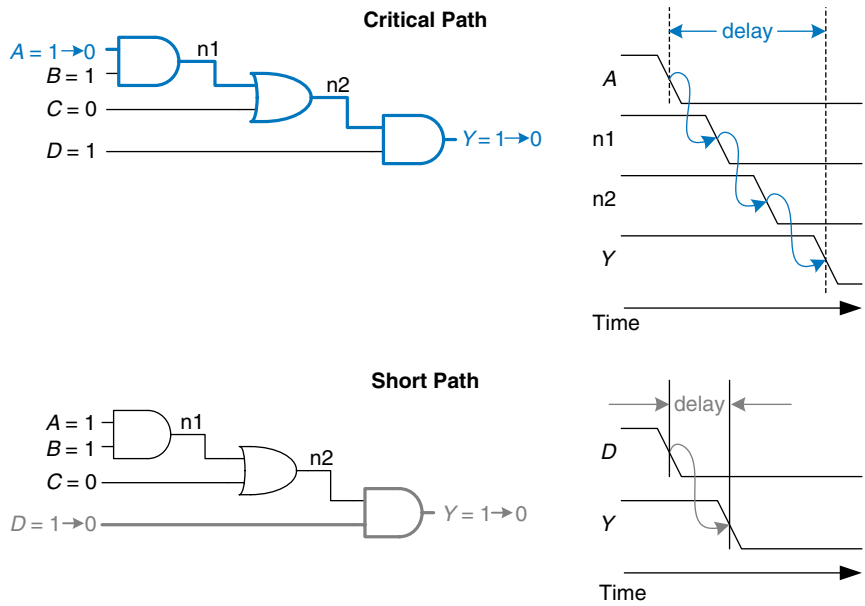 Critical Path
A = 1→0
B = 1
C = 0
D = 1
n1
n2
Y = 1→0
delay
A
n1
n2
Y
Time
Short Path
A = 1
B = 1
C = 0
D = 1→0
n1
n2
Y = 1→0
delay
D
Y
Time